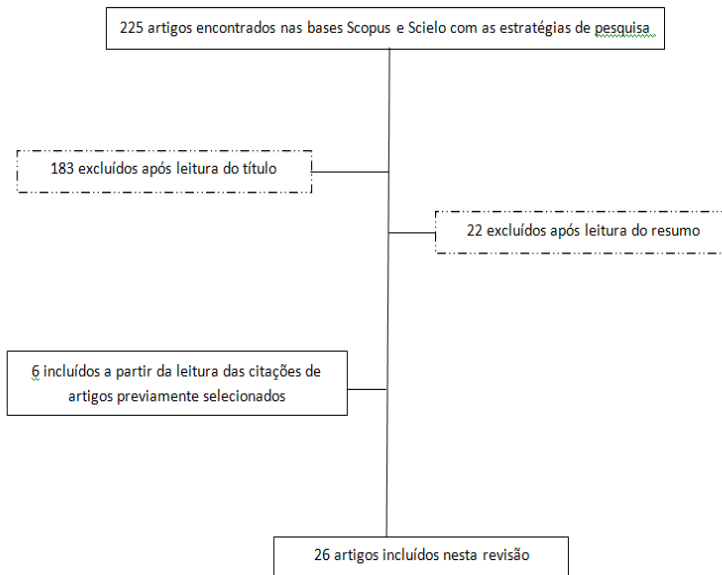 225 artigos encontrados nas bases Scopus e Scielo com as estratégias de pesquisa
183 excluídos após leitura do título
22 excluídos após leitura do resumo
6 incluídos a partir da leitura das citações de
artigos previamente selecionados
26 artigos incluídos nesta revisão